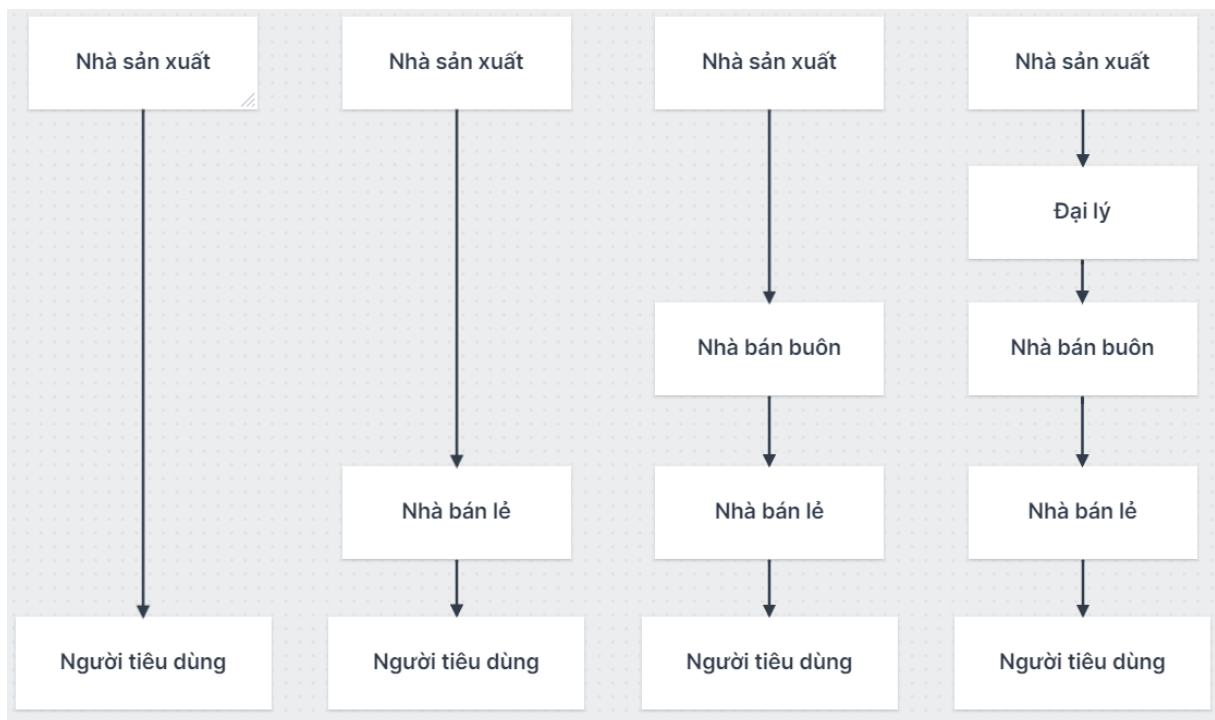 Nhà sản xuất
Nhà sản xuất
Nhà sản xuất
Nhà sản xuất
Đại lý
Nhà bán buôn
Nhà bán buôn
Nhà bán lẻ
Nhà bán lẻ
Nhà bán lẻ
Người tiêu dùng
Người tiêu dùng
Người tiêu dùng
Người tiêu dùng